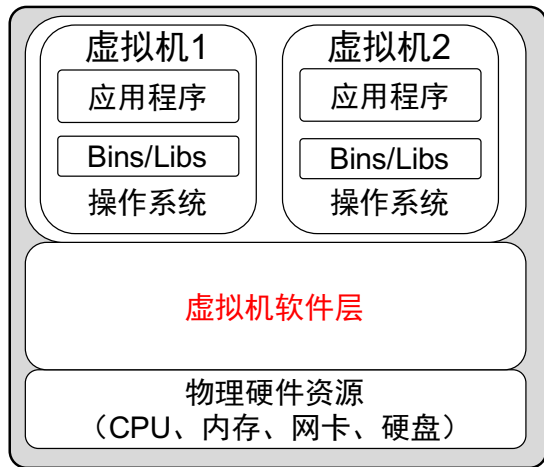 虚拟机1
应用程序
Bins/Libs
操作系统
虚拟机2
应用程序
Bins/Libs
操作系统
虚拟机软件层
物理硬件资源
（CPU、内存、网卡、硬盘）